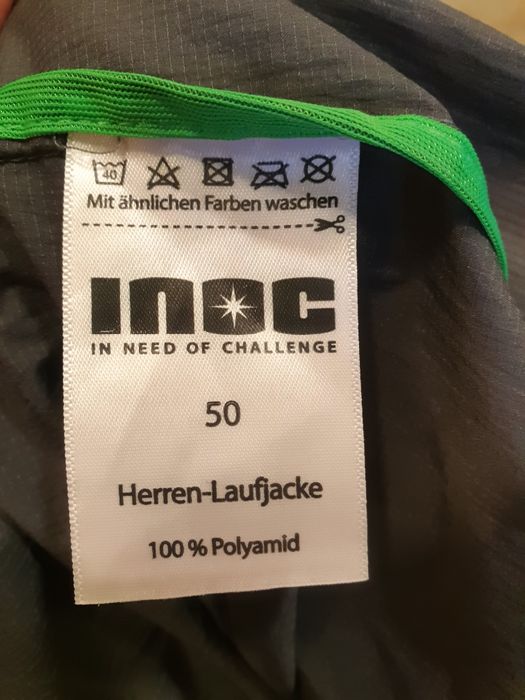 40
Mit ähnlichen Farben waschen
INOC
IN NEED OF CHALLENGE
50
Herren-Laufjacke
100 % Polyamid